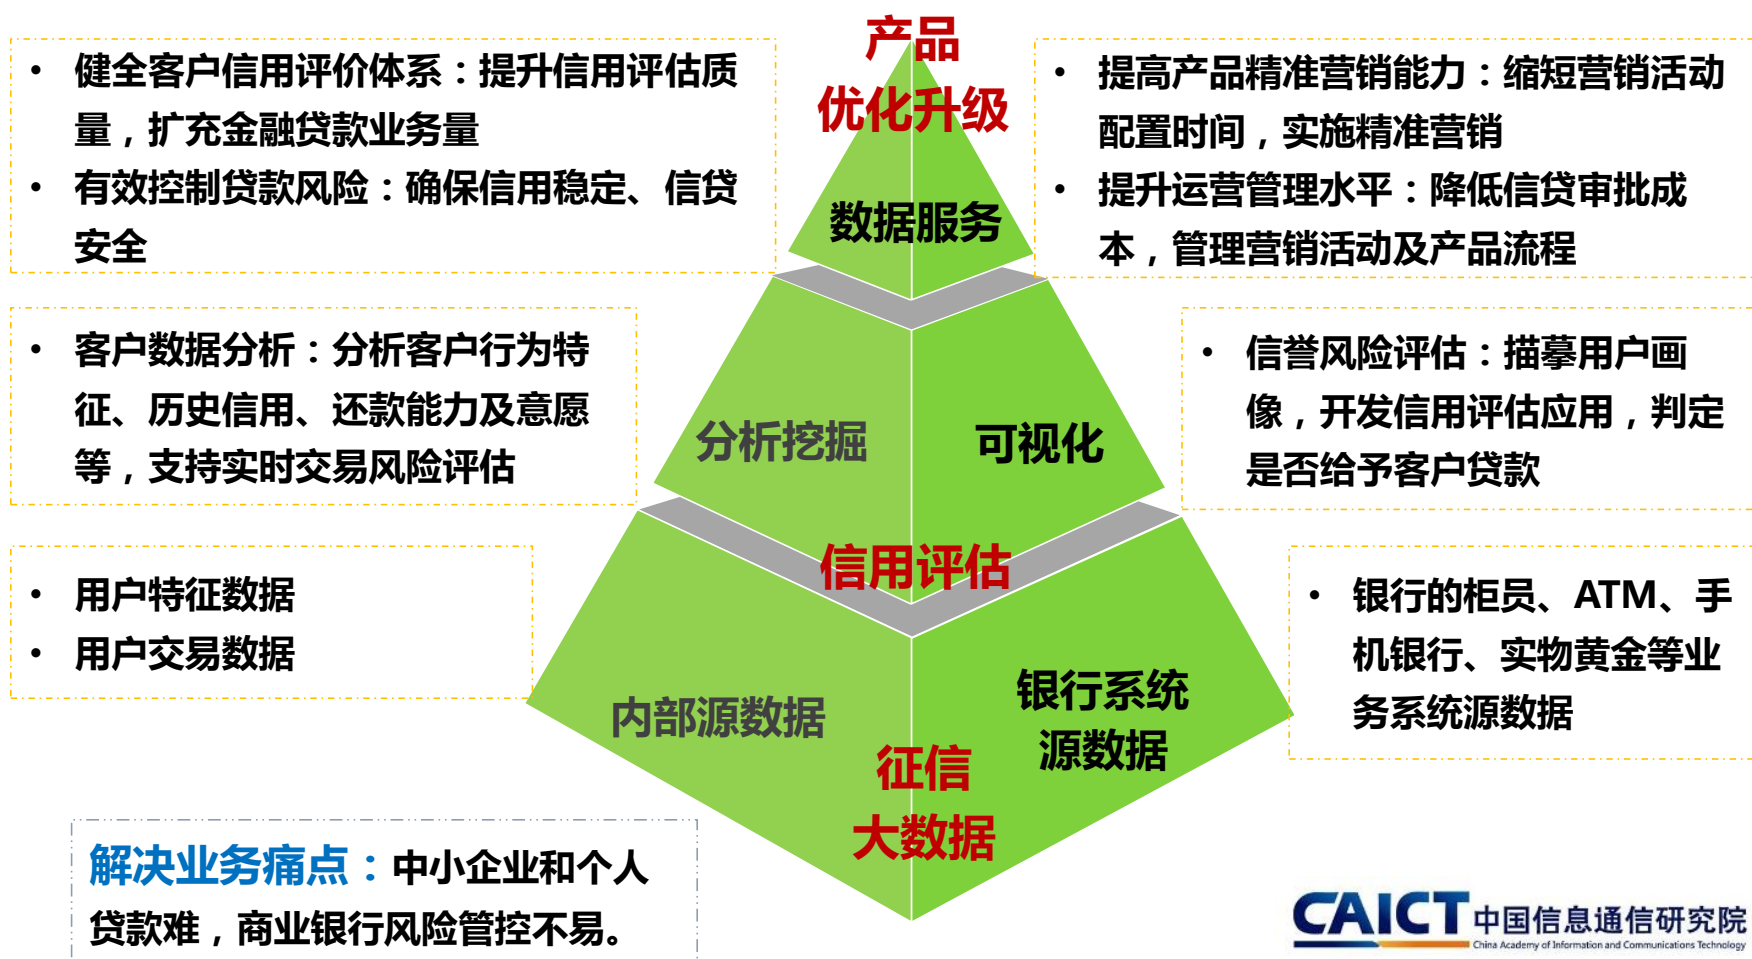 产品
优化升级
• 健全客户信用评价体系：提升信用评估质
量，扩充金融贷款业务量
• 有效控制贷款风险：确保信用稳定、信贷
安全
• 提高产品精准营销能力：缩短营销活动
配置时间，实施精准营销
• 提升运营管理水平：降低信贷审批成
本，管理营销活动及产品流程
数据服务
• 客户数据分析：分析客户行为特
征、历史信用、还款能力及意愿
等，支持实时交易风险评估
分析挖掘
可视化
• 信誉风险评估：描摹用户画
像，开发信用评估应用，判定
是否给予客户贷款
信用评估
• 用户特征数据
• 用户交易数据
内部源数据
银行系统
源数据
• 银行的柜员、ATM、手
机银行、实物黄金等业
务系统源数据
征信
大数据
解决业务痛点：中小企业和个人
贷款难，商业银行风险管控不易。
CAICT 中国信息通信研究院
China Academy of Information and Communications Technology